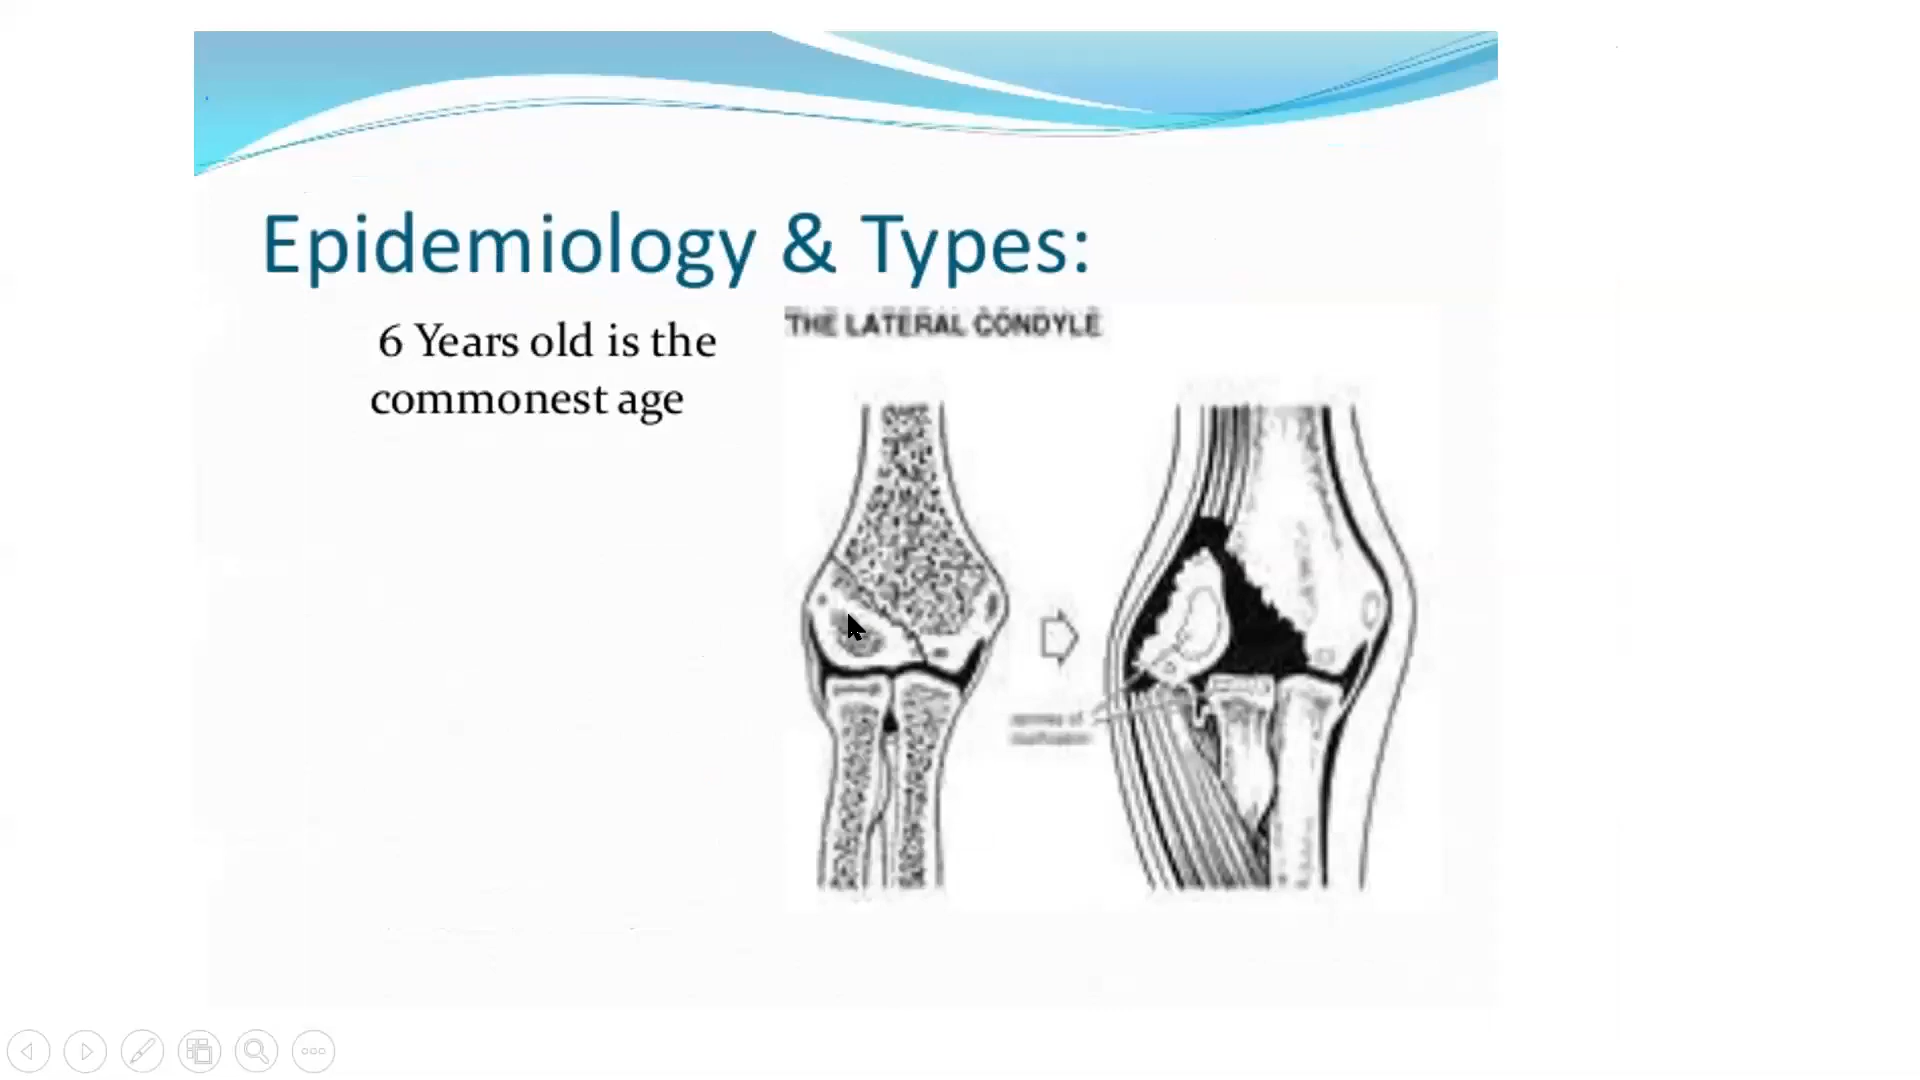 Epidemiology & Types:
6 Years old is the
commonest age
THE LATERAL CONDYLE